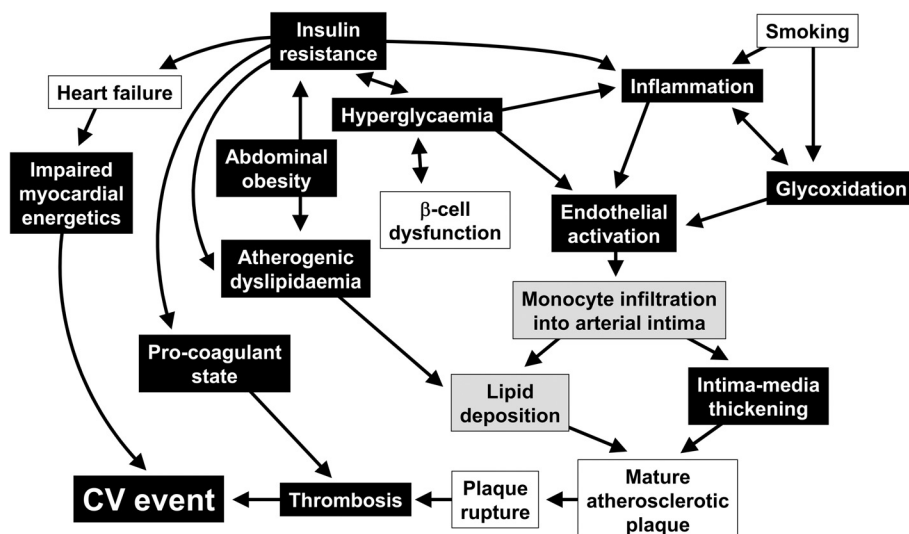 Insulin
resistance
Smoking
Heart failure
Inflammation
Hyperglycaemia
Impaired
myocardial
energetics
Abdominal
obesity
Glycoxidation
β-cell
dysfunction
Endothelial
activation
Atherogenic
dyslipidaemia
Monocyte infiltration
into arterial intima
Pro-coagulant
state
Lipid
deposition
Intima-media
thickening
CV event
Thrombosis
Plaque
rupture
Mature
atherosclerotic
plaque